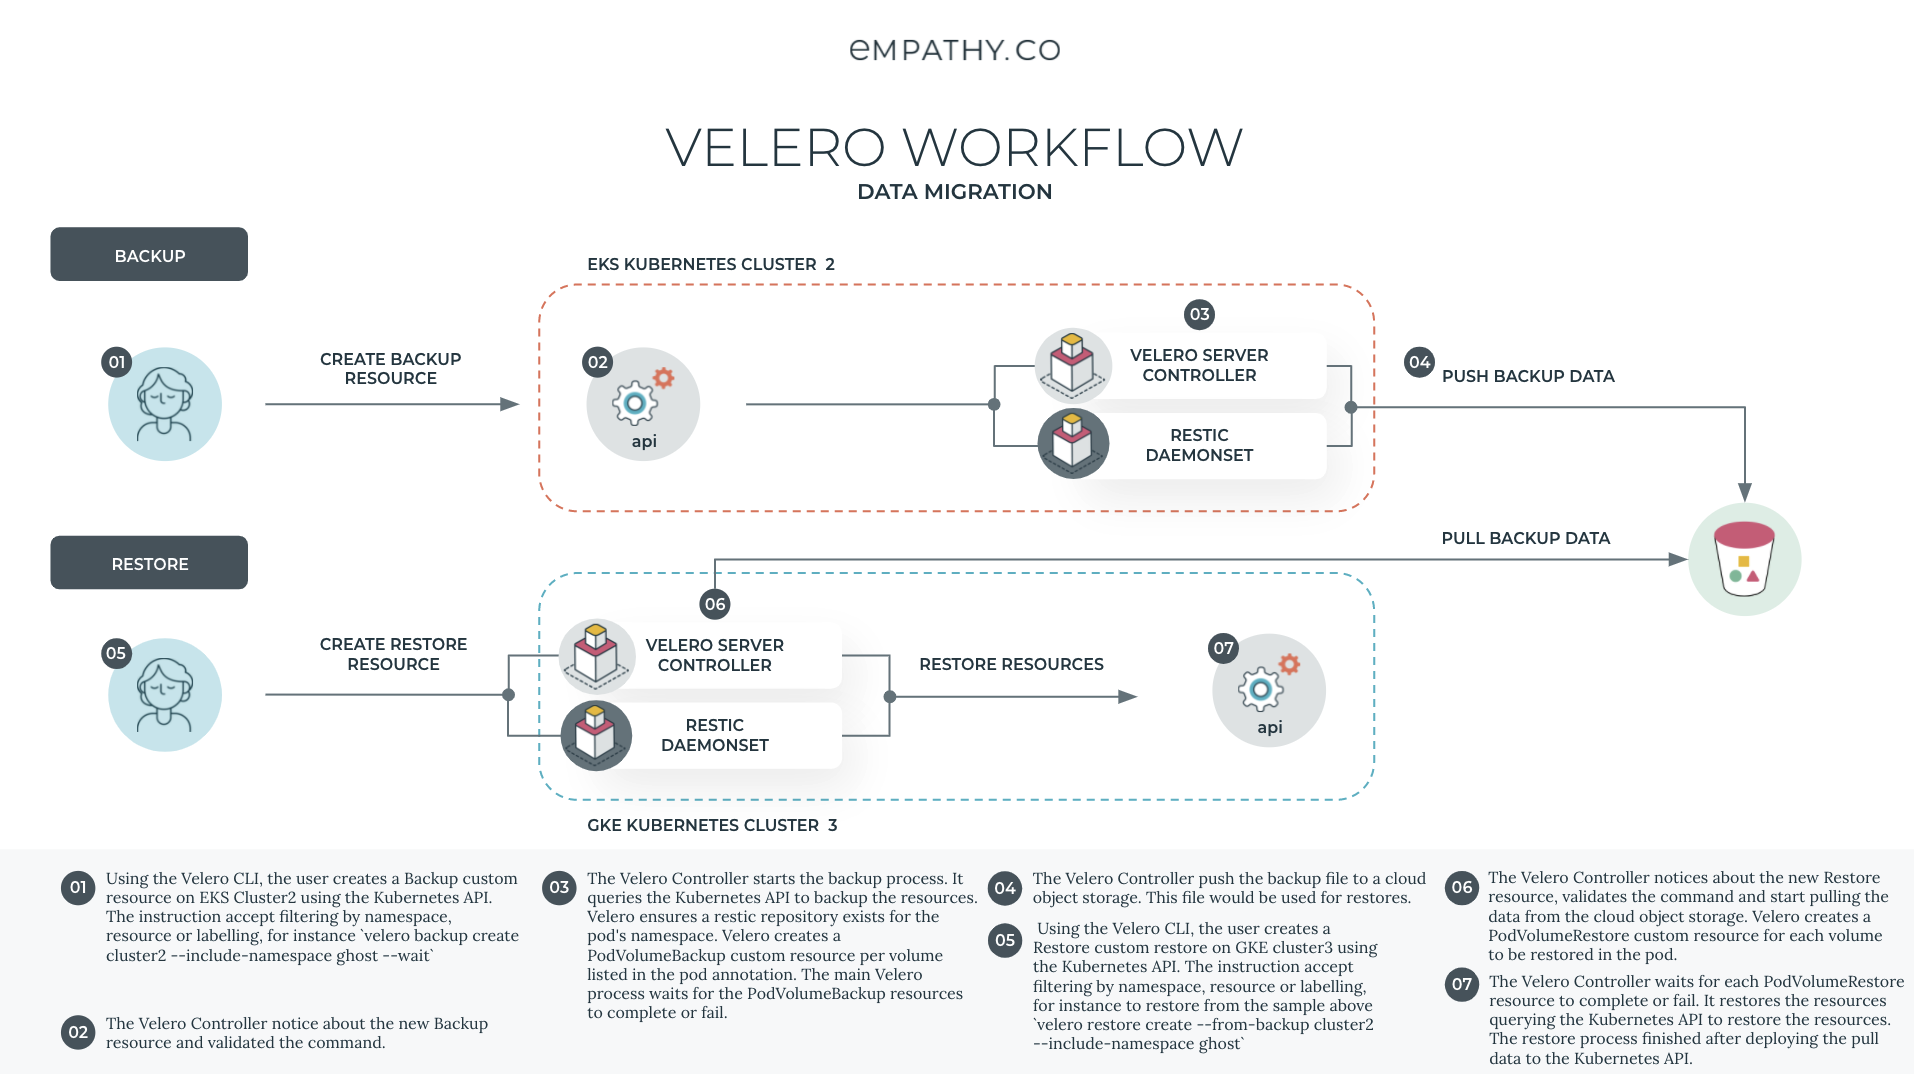 eMPATHY.CO
VELERO WORKFLOW
DATA MIGRATION
BACKUP
EKS KUBERNETES CLUSTER 2
01
CREATE BACKUP
RESOURCE
02
api
03
VELERO SERVER
CONTROLLER
RESTIC
DAEMONSET
04
PUSH BACKUP DATA
PULL BACKUP DATA
RESTORE
05
CREATE RESTORE
RESOURCE
06
VELERO SERVER
CONTROLLER
RESTIC
DAEMONSET
RESTORE RESOURCES
07
api
GKE KUBERNETES CLUSTER 3
01
Using the Velero CLI, the user creates a Backup custom
resource on EKS Cluster2 using the Kubernetes API.
The instruction accept filtering by namespace,
resource or labelling, for instance `velero backup create
cluster2 --include-namespace ghost --wait`
02
The Velero Controller notice about the new Backup
resource and validated the command.
03
The Velero Controller starts the backup process. It
queries the Kubernetes API to backup the resources.
Velero ensures a restic repository exists for the
pod's namespace. Velero creates a
PodVolumeBackup custom resource per volume
listed in the pod annotation. The main Velero
process waits for the PodVolumeBackup resources
to complete or fail.
04
The Velero Controller push the backup file to a cloud
object storage. This file would be used for restores.
05
Using the Velero CLI, the user creates a
Restore custom restore on GKE cluster3 using
the Kubernetes API. The instruction accept
filtering by namespace, resource or labelling,
for instance to restore from the sample above
`velero restore create --from-backup cluster2
--include-namespace ghost`
06
The Velero Controller notices about the new Restore
resource, validates the command and start pulling the
data from the cloud object storage. Velero creates a
PodVolumeRestore custom resource for each volume
to be restored in the pod.
07
The Velero Controller waits for each PodVolumeRestore
resource to complete or fail. It restores the resources
querying the Kubernetes API to restore the resources.
The restore process finished after deploying the pull
data to the Kubernetes API.